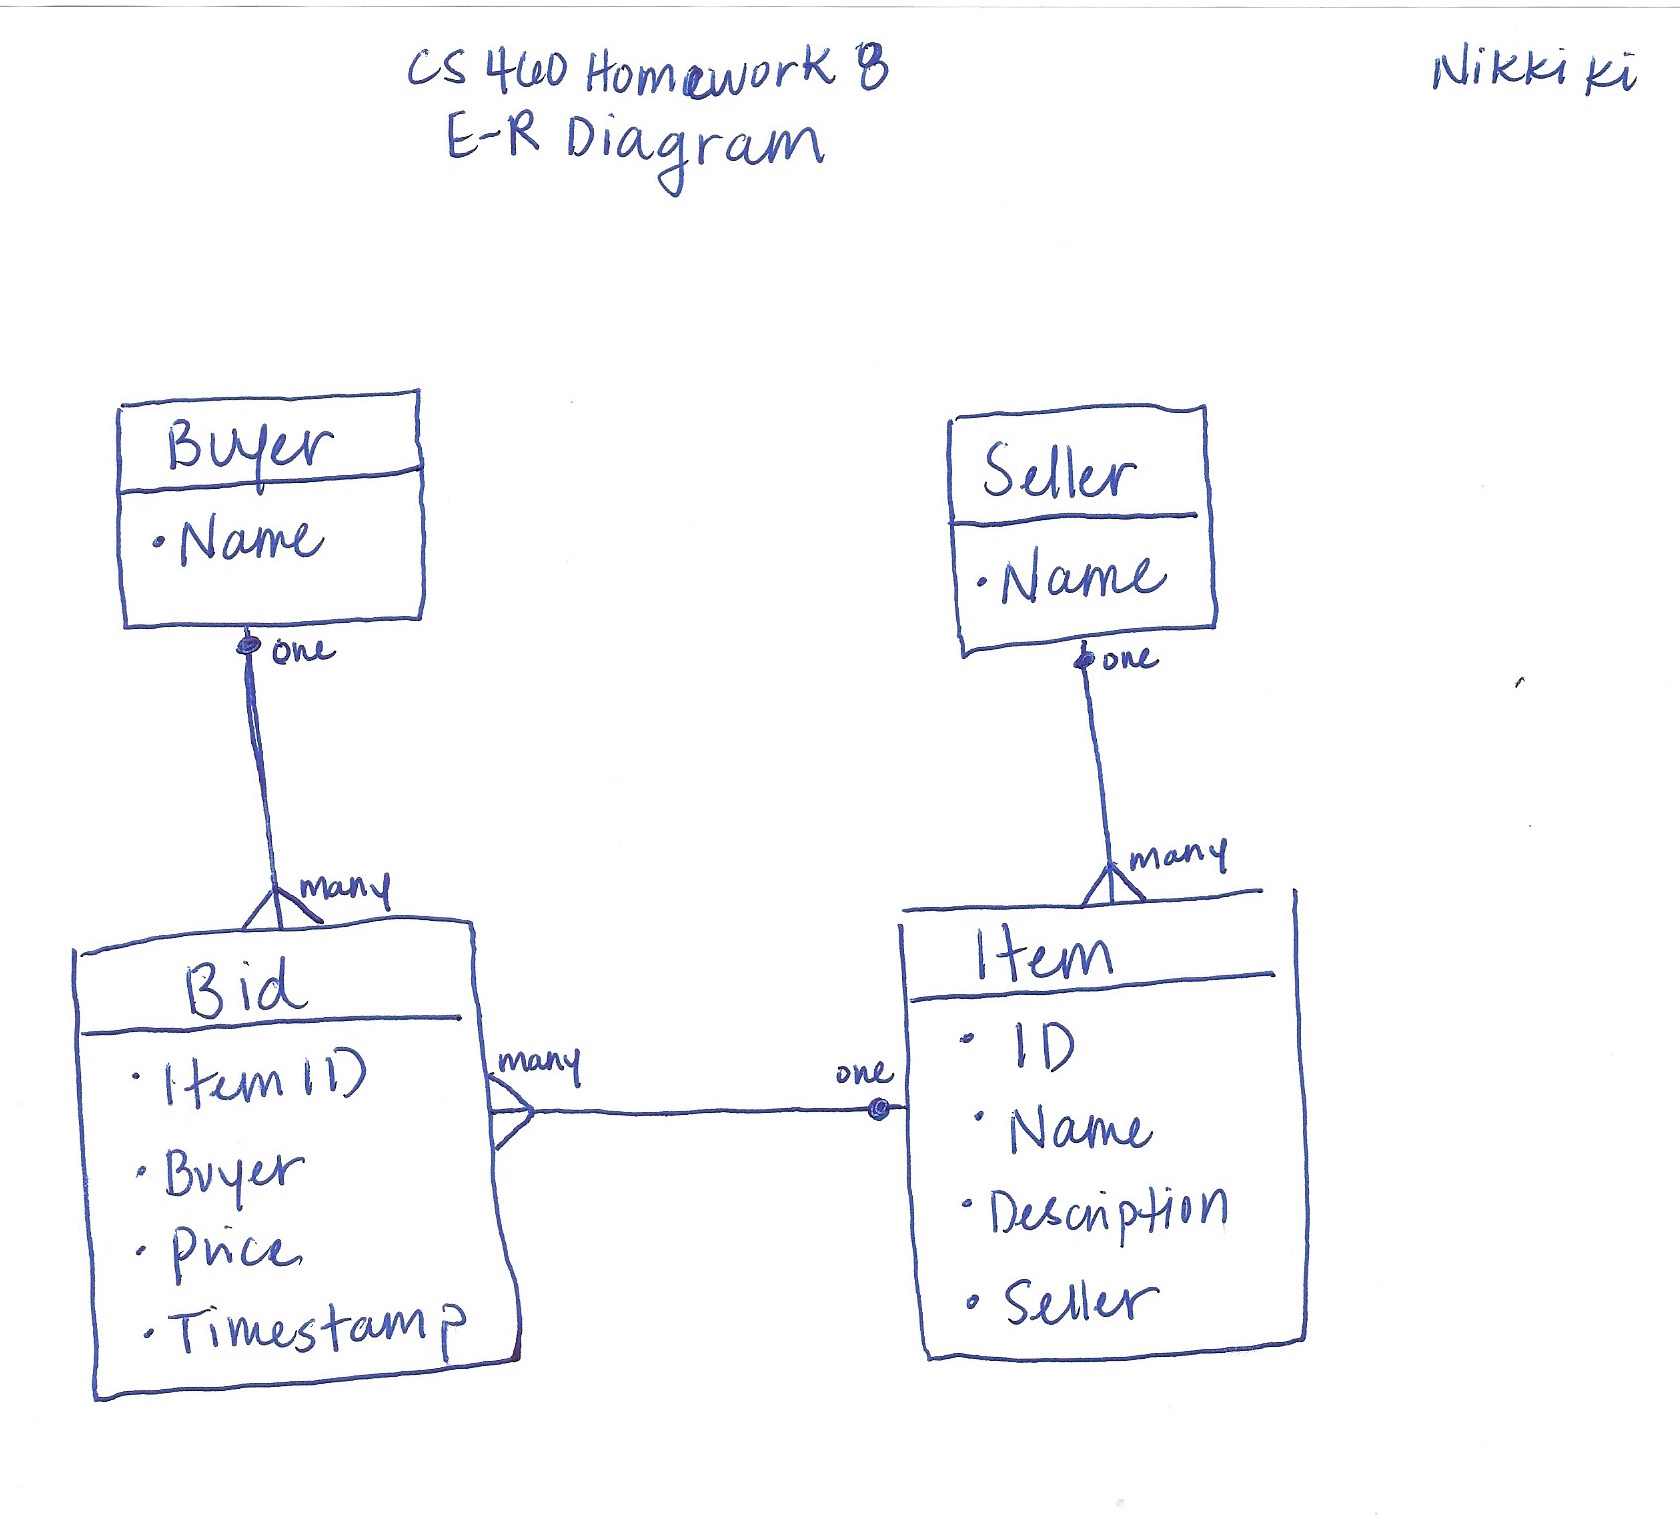 CS 460 Homework 8
E-R Diagram
Nikki Ki
Buyer
• Name
one
many
Seller
• Name
one
many
Bid
• Item ID
• Buyer
• Price
• Timestamp
many
one
Item
• ID
• Name
• Description
• Seller